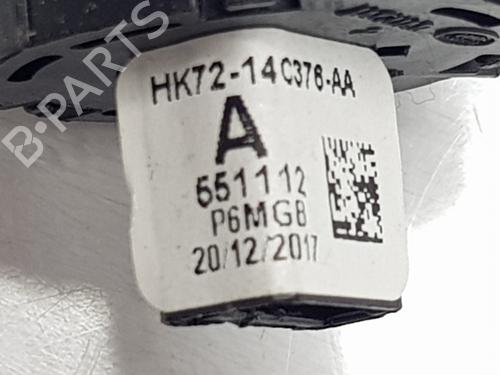 HK72-14C376-AA
A
551112
P6MGB
20/12/2017
B-PARTS